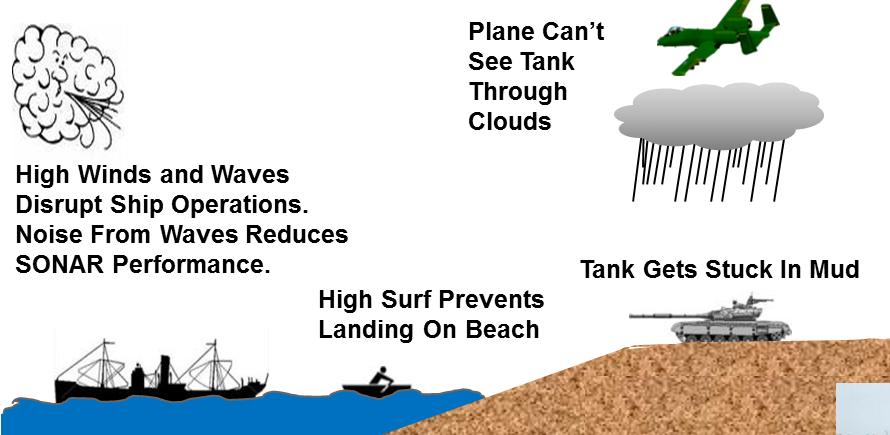 Plane Can’t
See Tank
Through
Clouds
High Winds and Waves
Disrupt Ship Operations.
Noise From Waves Reduces
SONAR Performance.
Tank Gets Stuck In Mud
High Surf Prevents
Landing On Beach